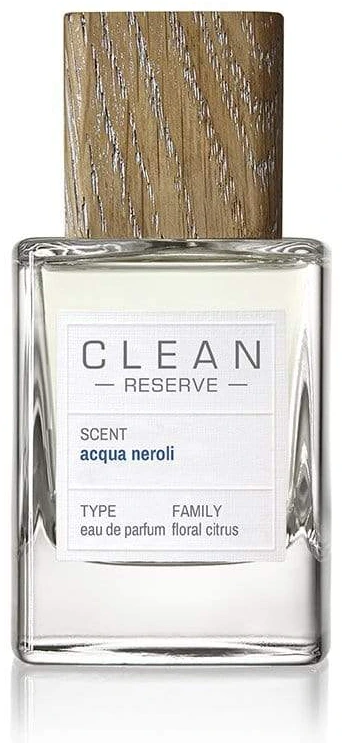 CLEAN
— RESERVE —
SCENT
acqua neroli
TYPE FAMILY
eau de parfum floral citrus